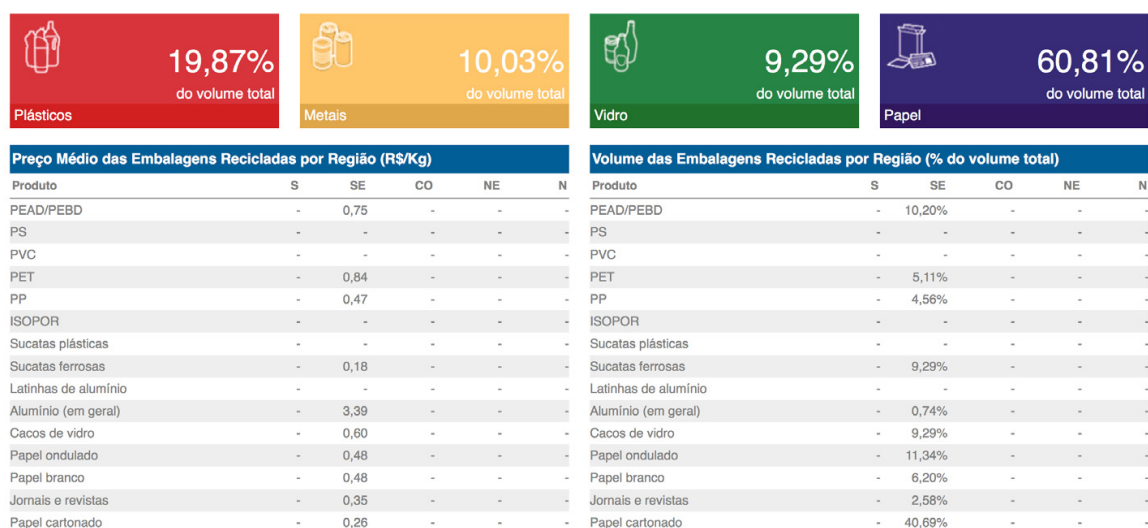 19,87%
do volume total
Plásticos
10,03%
do volume total
Metais
9,29%
do volume total
Vidro
60,81%
do volume total
Papel
Preço Médio das Embalagens Recicladas por Região (R$/Kg)
Produto S SE CO NE N
PEAD/PEBD - 0,75 - - -
PS - - - - -
PVC - - - - -
PET - 0,84 - - -
PP - 0,47 - - -
ISOPOR - - - - -
Sucatas plásticas - - - - -
Sucatas ferrosas - 0,18 - - -
Latinhas de alumínio - - - - -
Alumínio (em geral) - 3,39 - - -
Cacos de vidro - 0,60 - - -
Papel ondulado - 0,48 - - -
Papel branco - 0,48 - - -
Jornais e revistas - 0,35 - - -
Papel cartonado - 0,26 - - -
Volume das Embalagens Recicladas por Região (% do volume total)
Produto S SE CO NE N
PEAD/PEBD - 10,20% - - -
PS - - - - -
PVC - - - - -
PET - 5,11% - - -
PP - 4,56% - - -
ISOPOR - - - - -
Sucatas plásticas - - - - -
Sucatas ferrosas - 9,29% - - -
Latinhas de alumínio - - - - -
Alumínio (em geral) - 0,74% - - -
Cacos de vidro - 9,29% - - -
Papel ondulado - 11,34% - - -
Papel branco - 6,20% - - -
Jornais e revistas - 2,58% - - -
Papel cartonado - 40,69% - - -